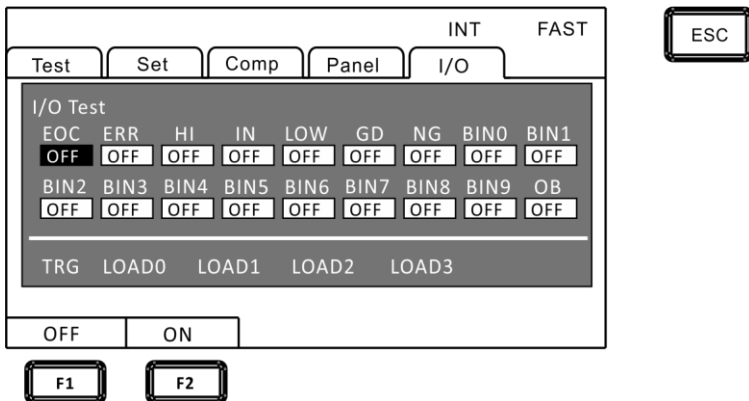 INT FAST
ESC
Test Set Comp Panel I/O
I/O Test
EOC ERR HI IN LOW GD NG BIN0 BIN1
OFF OFF OFF OFF OFF OFF OFF OFF OFF
BIN2 BIN3 BIN4 BIN5 BIN6 BIN7 BIN8 BIN9 OB
OFF OFF OFF OFF OFF OFF OFF OFF OFF
TRG LOAD0 LOAD1 LOAD2 LOAD3
OFF ON
F1 F2